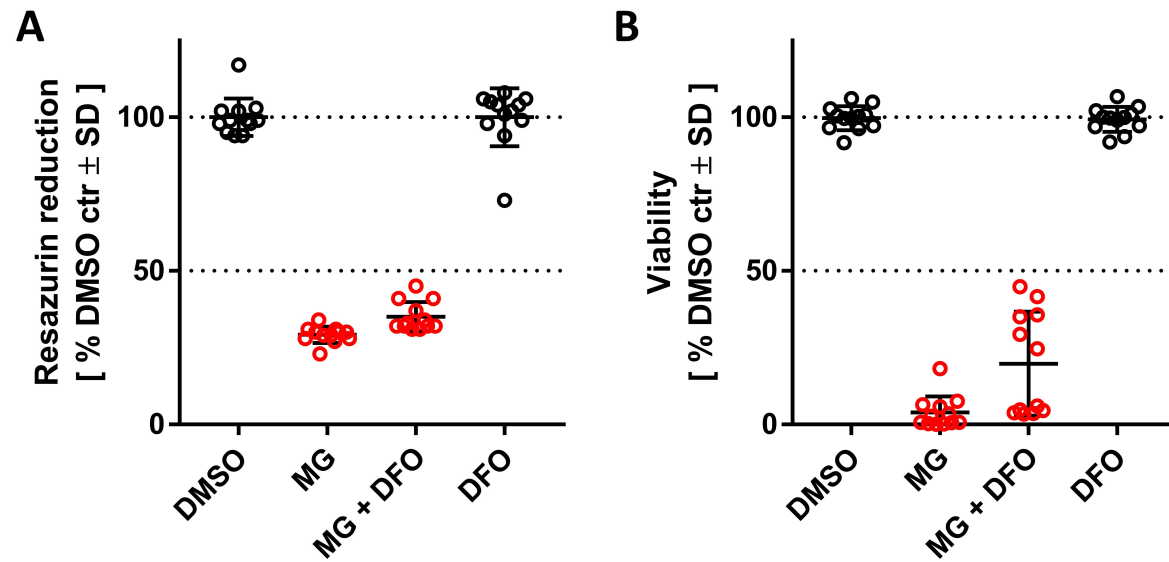 A
Resazurin reduction
[ % DMSO ctr ± SD ]
100
50
0
DMSO
MG
MG + DFO
DFO
B
Viability
[ % DMSO ctr ± SD ]
100
50
0
DMSO
MG
MG + DFO
DFO